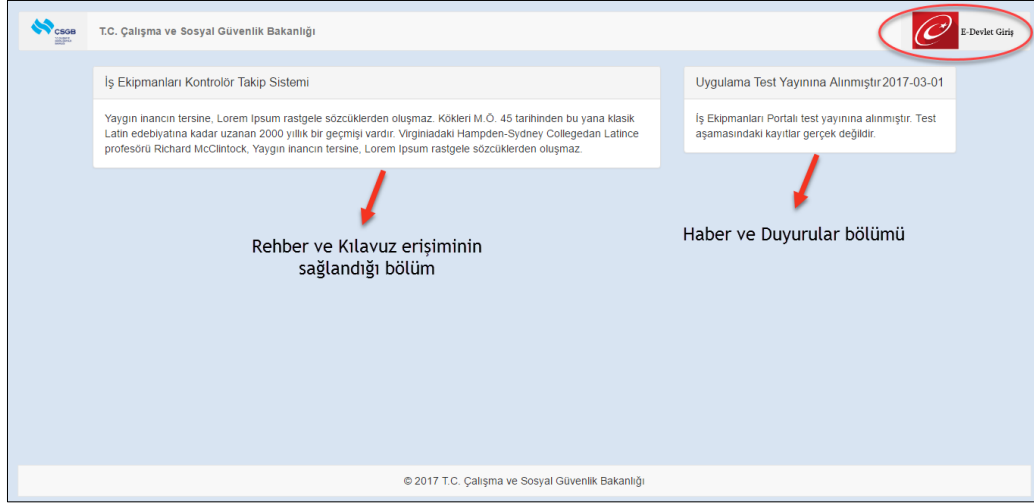 ÇSGB
T.C. Çalışma ve Sosyal Güvenlik Bakanlığı
E-Devlet Giriş
İş Ekipmanları Kontrolör Takip Sistemi
Yaygın inancın tersine, Lorem Ipsum rastgele sözcüklerden oluşmaz. Kökleri M.Ö. 45 tarihinden bu yana klasik
Latin edebiyatına kadar uzanan 2000 yıllık bir geçmişi vardır. Virginiadaki Hampden-Sydney Collegedan Latince
profesörü Richard McClintock, Yaygın inancın tersine, Lorem Ipsum rastgele sözcüklerden oluşmaz.
Uygulama Test Yayınına Alınmıştır 2017-03-01
İş Ekipmanları Portalı test yayınına alınmıştır. Test
aşamasındaki kayıtlar gerçek değildir.
Rehber ve Kılavuz erişiminin
sağlandığı bölüm
Haber ve Duyurular bölümü
© 2017 T.C. Çalışma ve Sosyal Güvenlik Bakanlığı